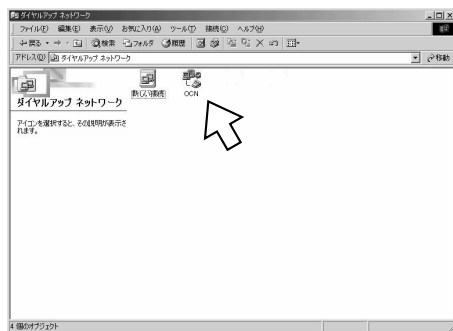 ダイヤルアップ ネットワーク
ファイル(F) 編集(E) 表示(V) お気に入り(A) ツール(T) 接続(C) ヘルプ(H)
戻る 検索 フォルダ 履歴
アドレス(D) ダイヤルアップ ネットワーク 移動
ダイヤルアップ ネットワーク
新しい接続
OCN
アイコンを選択すると、その説明が表示さ
れます。
4 個のオブジェクト